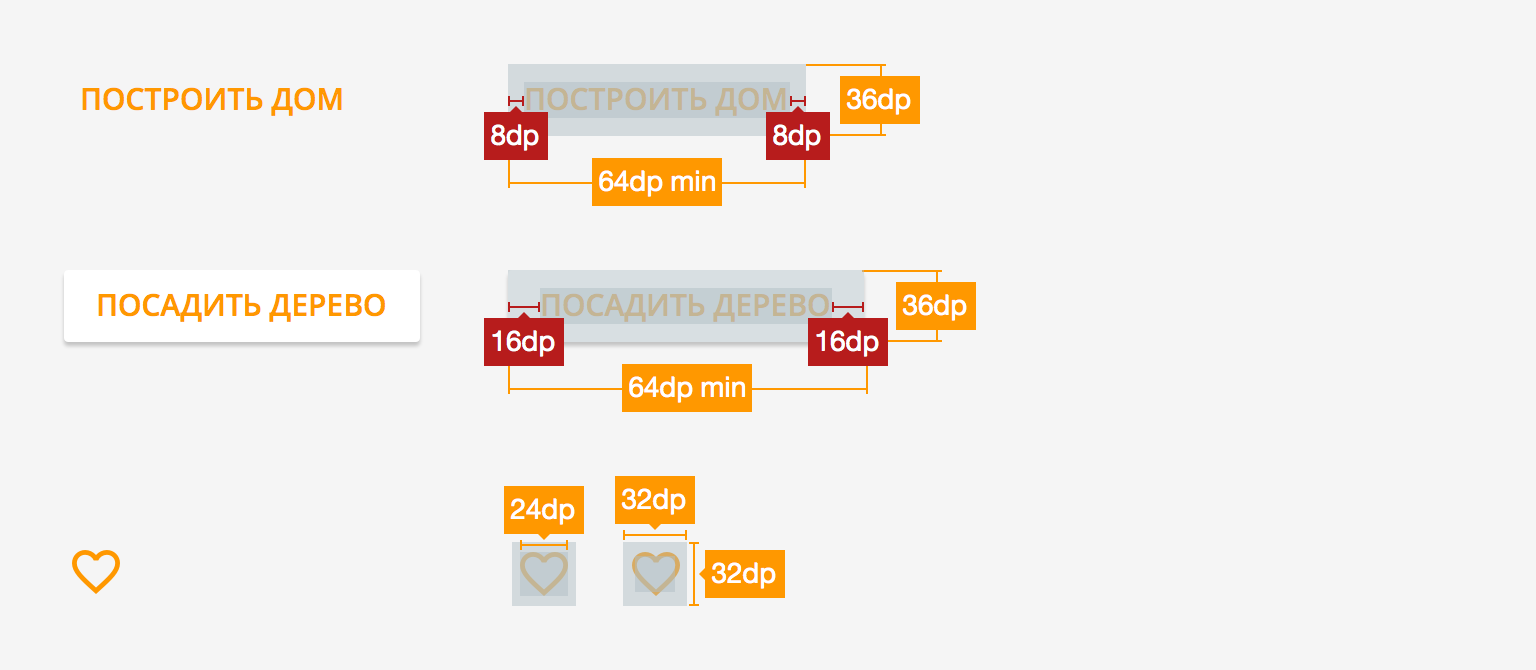 ПОСТРОИТЬ ДОМ
ПОСТРОИТЬ ДОМ
36dp
8dp
8dp
64dp min
ПОСАДИТЬ ДЕРЕВО
ПОСАДИТЬ ДЕРЕВО
36dp
16dp
16dp
64dp min
24dp
32dp
32dp